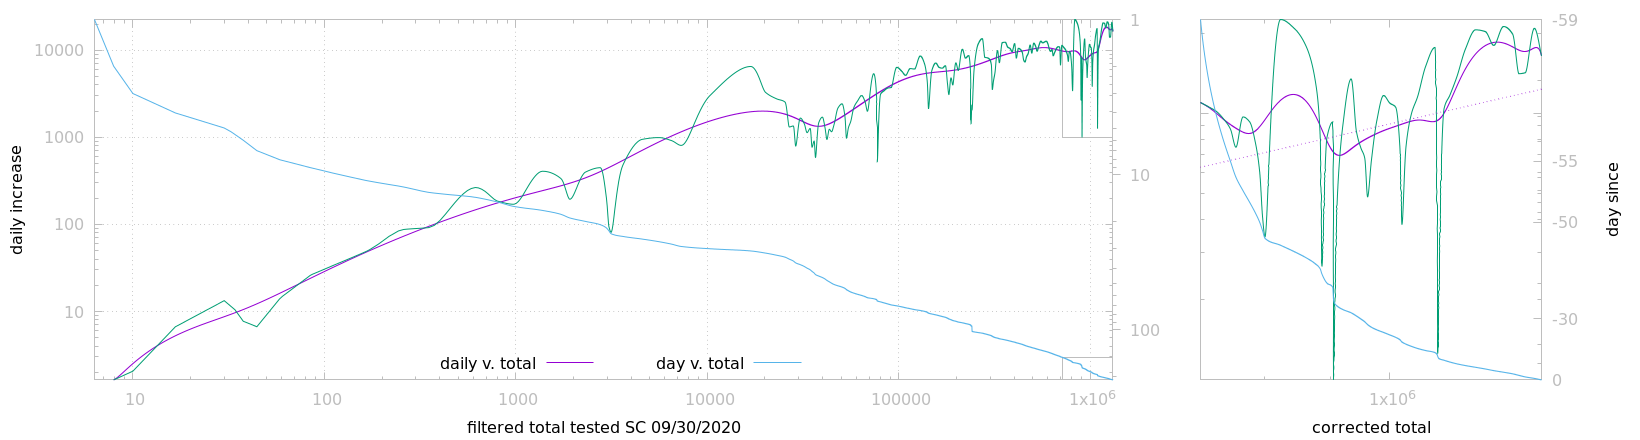 10000
1000
100
10
daily increase
10
100
1000
10000
100000
1x10^6
filtered total tested SC 09/30/2020
daily v. total
day v. total
1
10
100
-59
-55
-50
-30
0
day since
1x10^6
corrected total